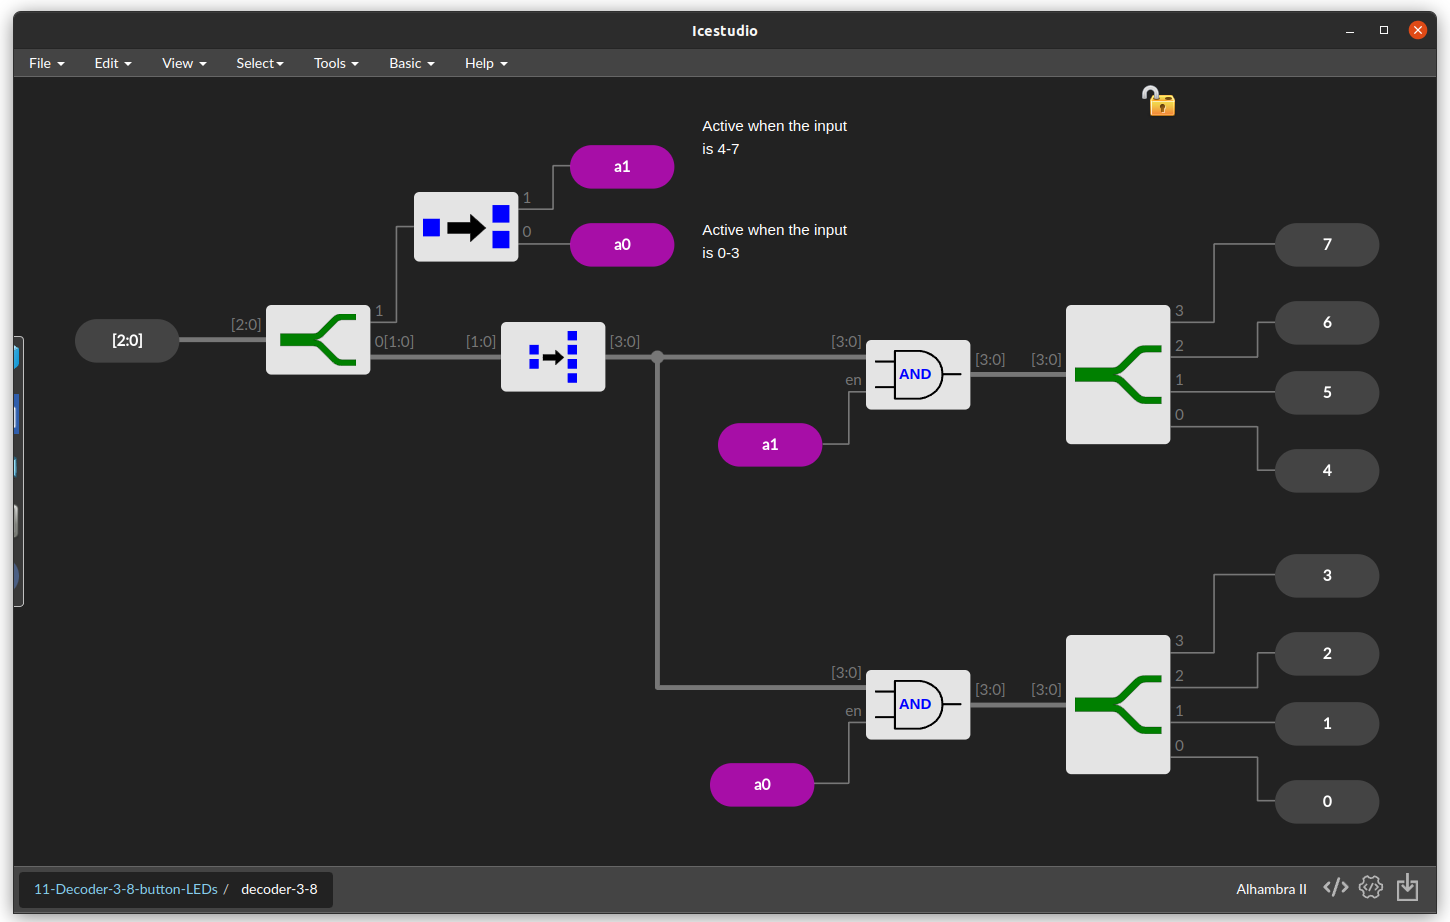 Icestudio
File Edit View Select Tools Basic Help
Active when the input
is 4-7
a1
1
Active when the input
is 0-3
0
a0
7
1
3
[2:0]
[2:0]
0[1:0]
[1:0]
[3:0]
[3:0]
AND
[3:0]
[3:0]
2
6
en
1
5
0
a1
4
3
3
[3:0]
AND
[3:0]
[3:0]
2
2
en
1
1
0
a0
0
11-Decoder-3-8-button-LEDs / decoder-3-8
Alhambra II </>